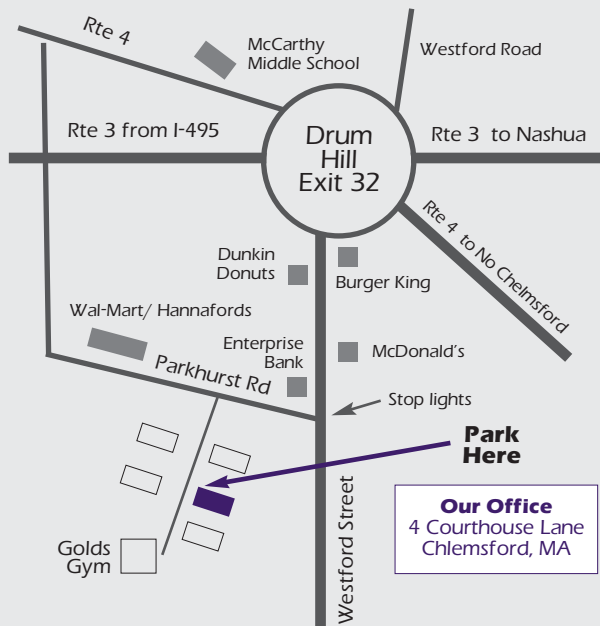 Rte 4
McCarthy
Middle School
Westford Road
Rte 3 from I-495
Drum
Hill
Exit 32
Rte 3 to Nashua
Rte 4 to No Chelmsford
Dunkin
Donuts
Burger King
Wal-Mart/ Hannafords
Enterprise
Bank
McDonald's
Parkhurst Rd
Stop lights
Park
Here
Westford Street
Our Office
4 Courthouse Lane
Chlemsford, MA
Golds
Gym